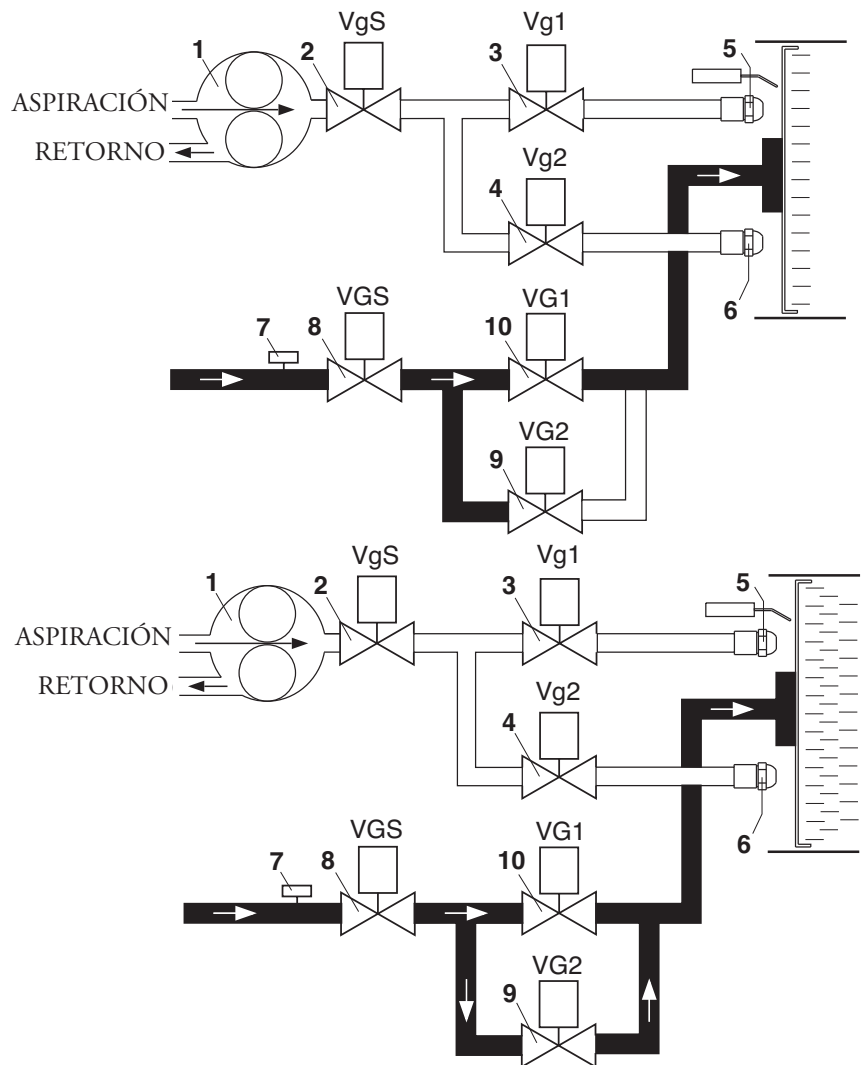 VgS
Vg1
1
2
3
5
ASPIRACIÓN
RETORNO
Vg2
4
6
VGS
VG1
7
8
10
VG2
9
VgS
Vg1
1
2
3
5
ASPIRACIÓN
RETORNO
Vg2
4
6
VGS
VG1
7
8
10
VG2
9